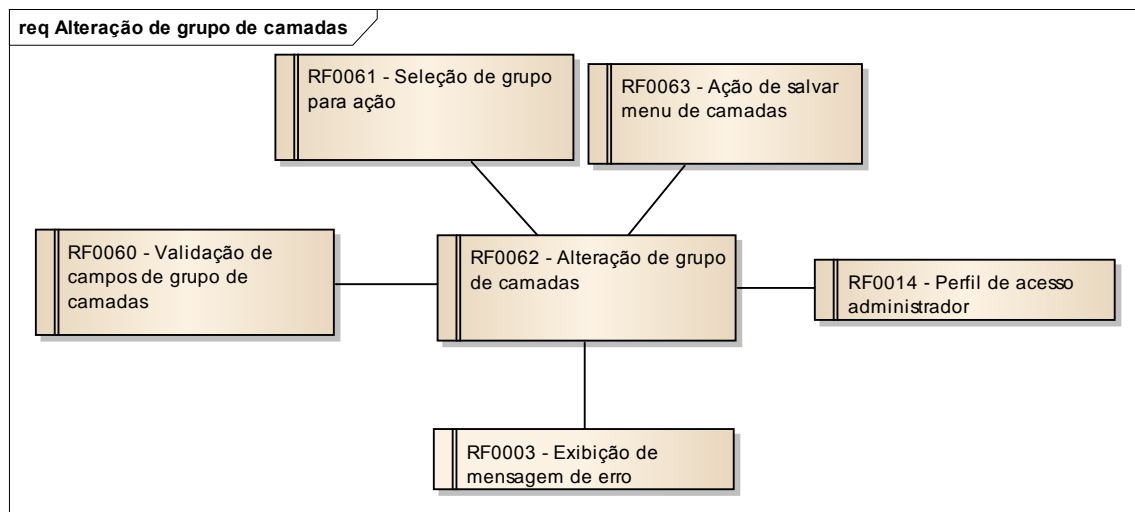 req Alteração de grupo de camadas
RF0061 - Seleção de grupo
para ação
RF0063 - Ação de salvar
menu de camadas
RF0060 - Validação de
campos de grupo de
camadas
RF0062 - Alteração de grupo
de camadas
RF0014 - Perfil de acesso
administrador
RF0003 - Exibição de
mensagem de erro